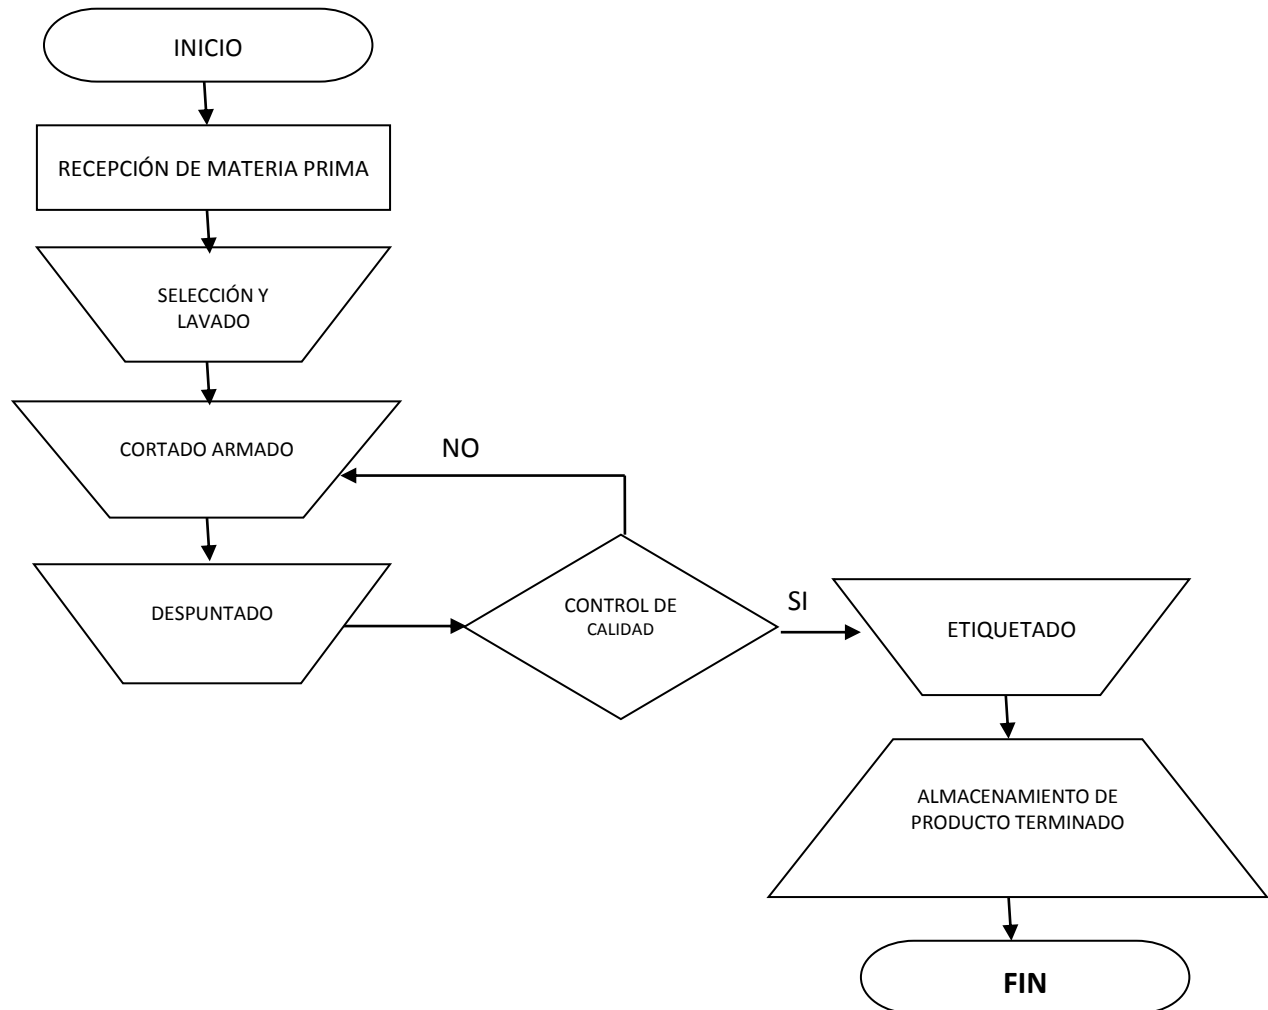 INICIO
RECEPCIÓN DE MATERIA PRIMA
SELECCIÓN Y
LAVADO
CORTADO ARMADO
NO
DESPUNTADO
CONTROL DE
CALIDAD
SI
ETIQUETADO
ALMACENAMIENTO DE
PRODUCTO TERMINADO
FIN